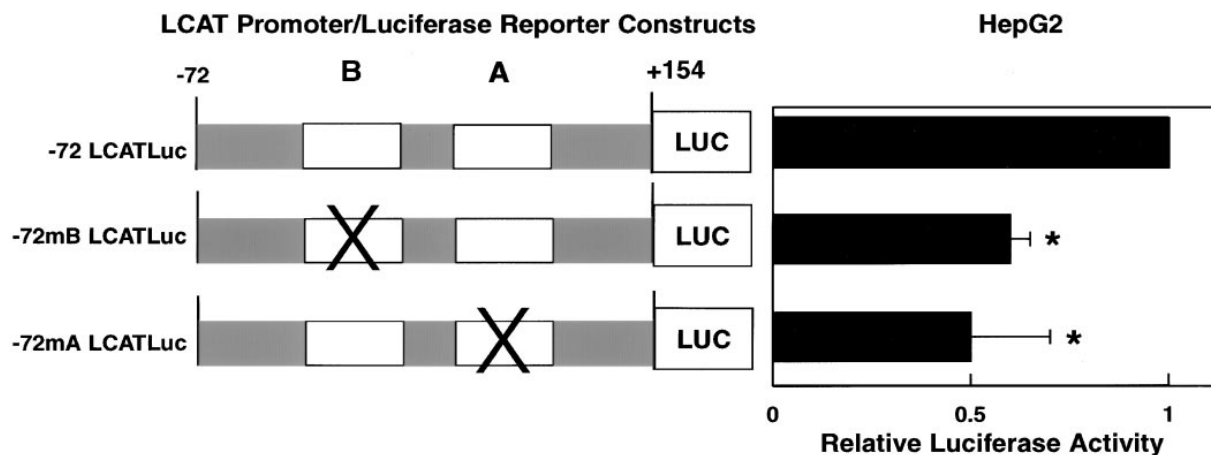 LCAT Promoter/Luciferase Reporter Constructs HepG2
-72 B A +154
-72 LCATLuc LUC
-72mB LCATLuc X LUC *
-72mA LCATLuc X LUC *
0 0.5 1
Relative Luciferase Activity